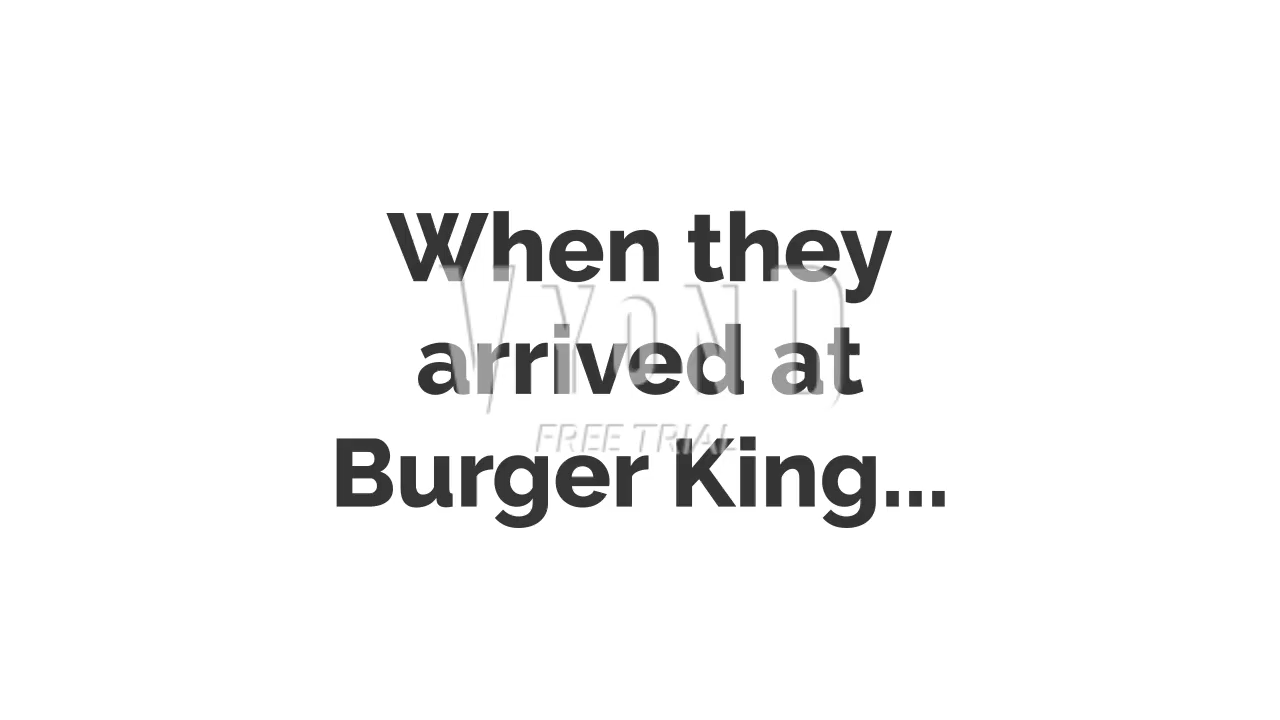 When they
arrived at
Burger King...
VYOND
FREE TRIAL